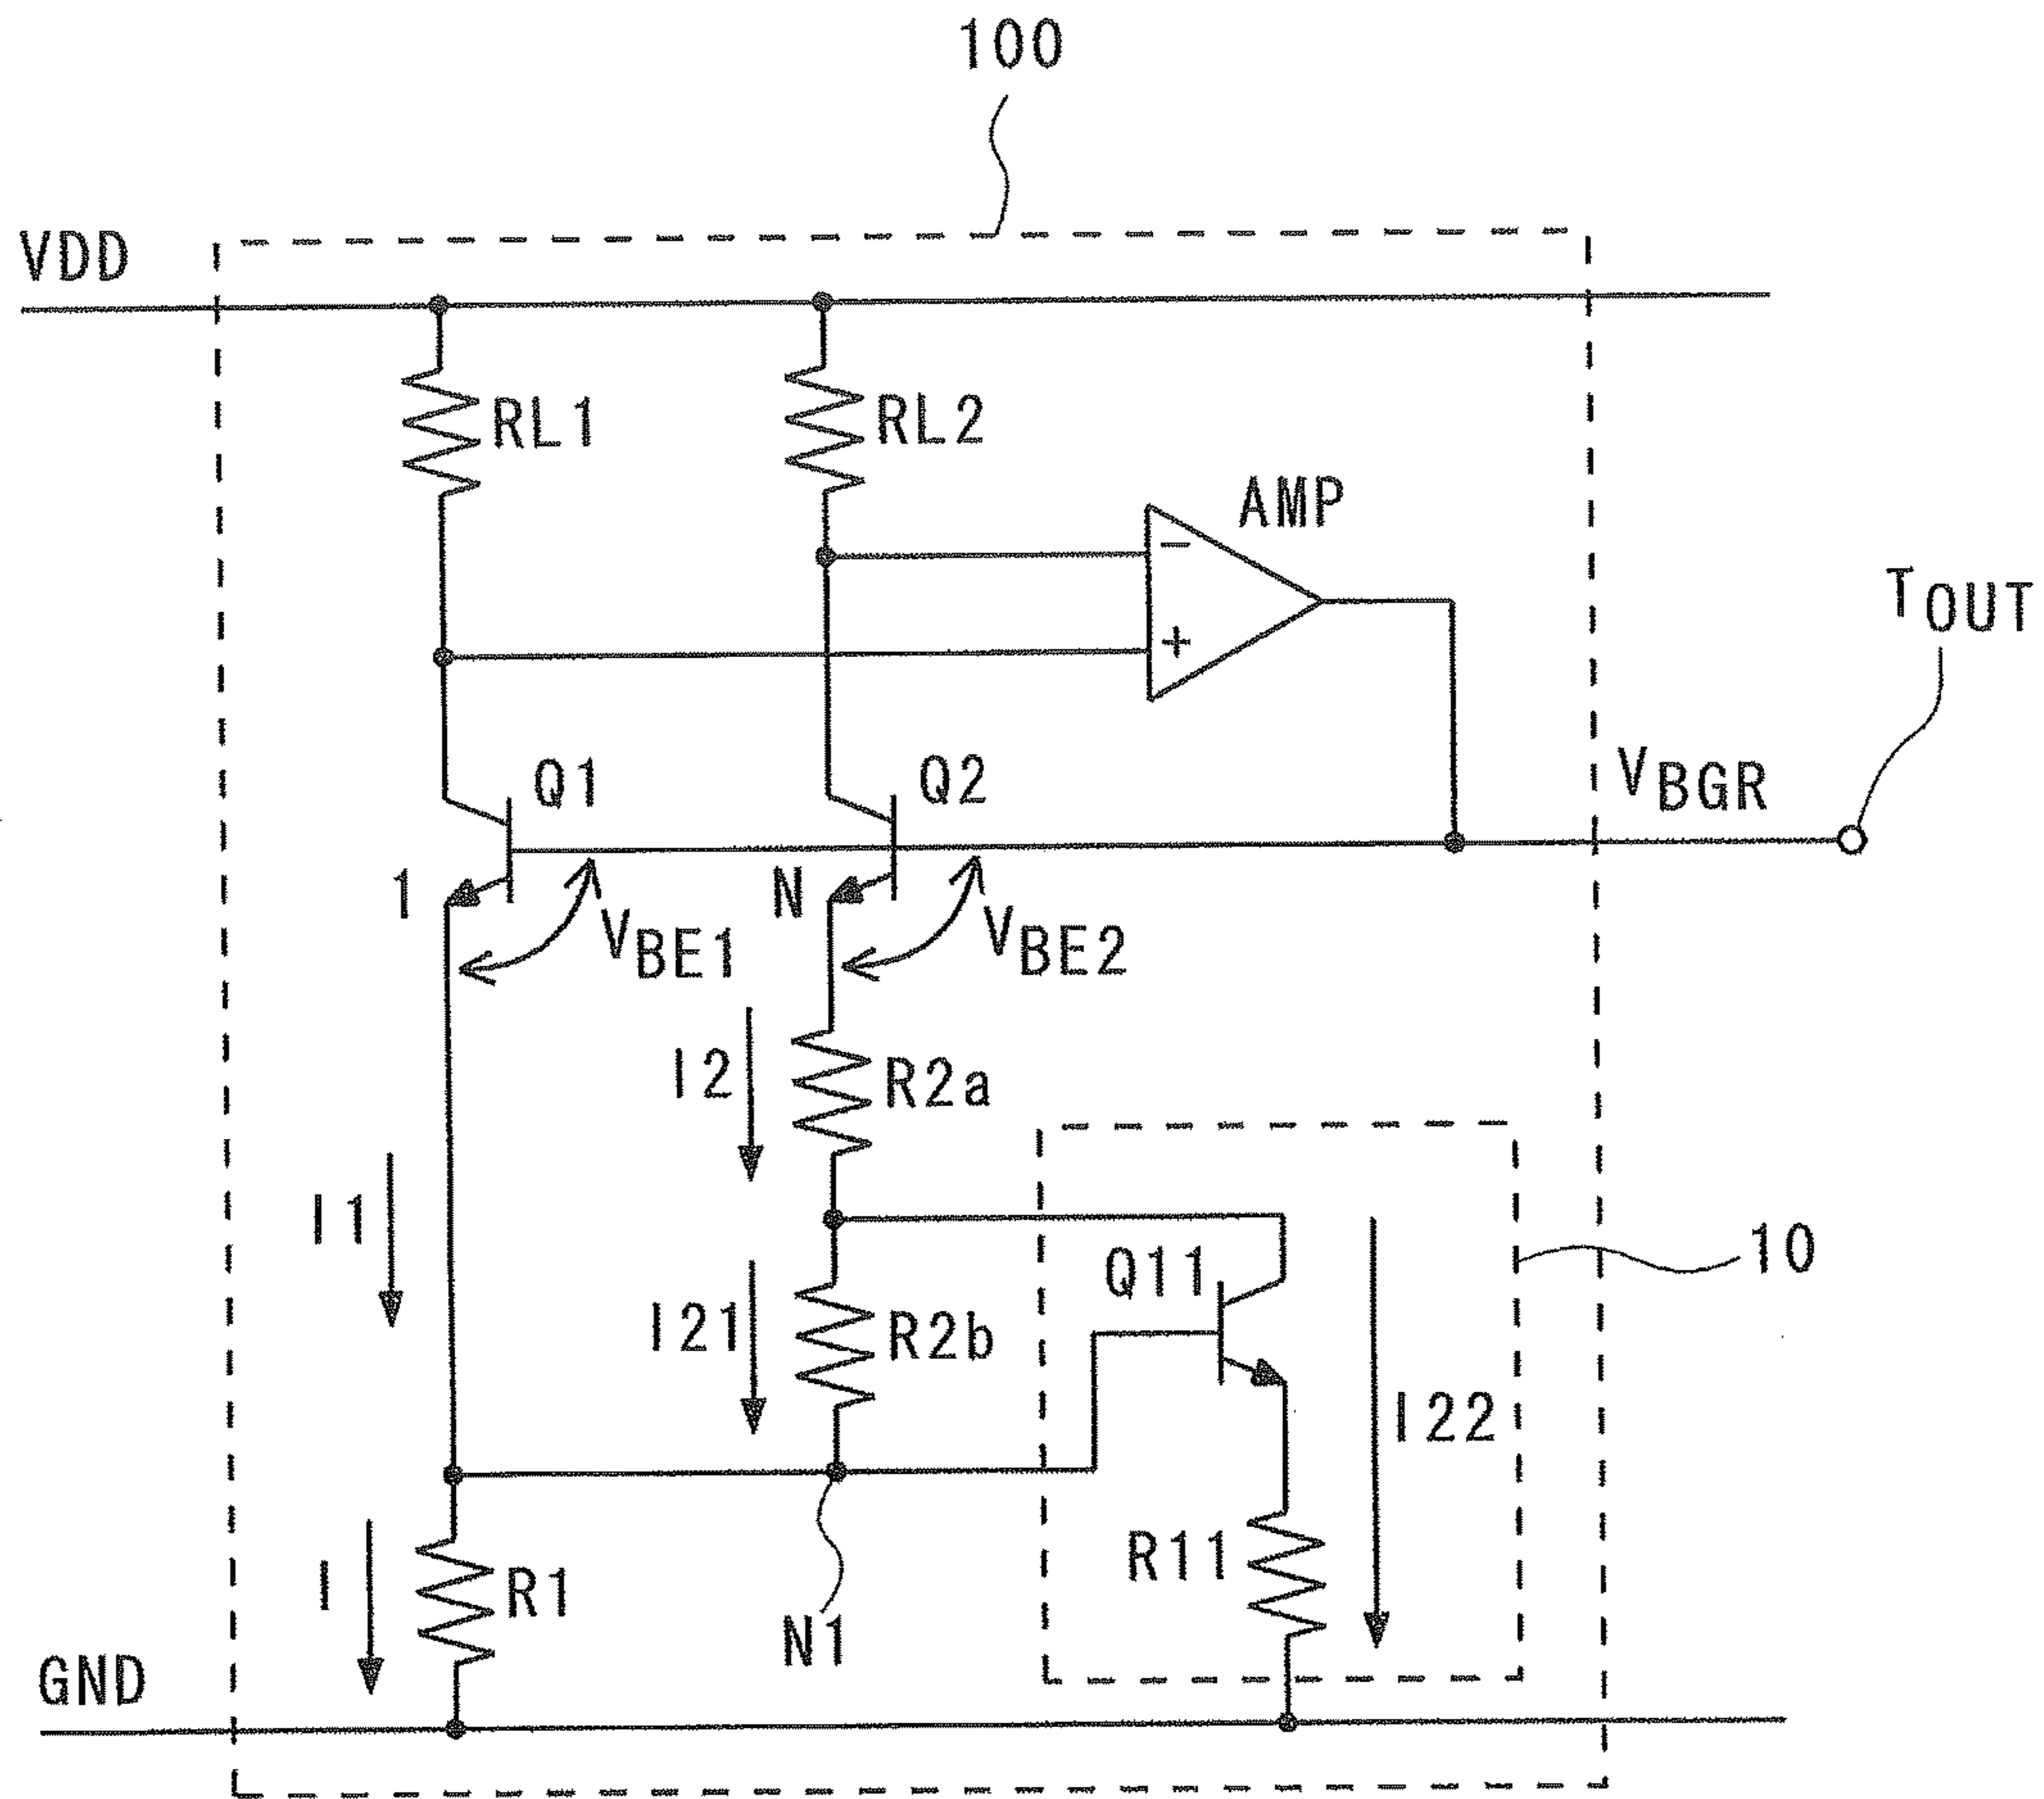 100
VDD
RL1
RL2
AMP
−
+
TOUT
Q1
Q2
VBGR
1
N
VBE1
VBE2
I2
R2a
I1
Q11
10
I21
R2b
I22
I
R1
R11
N1
GND